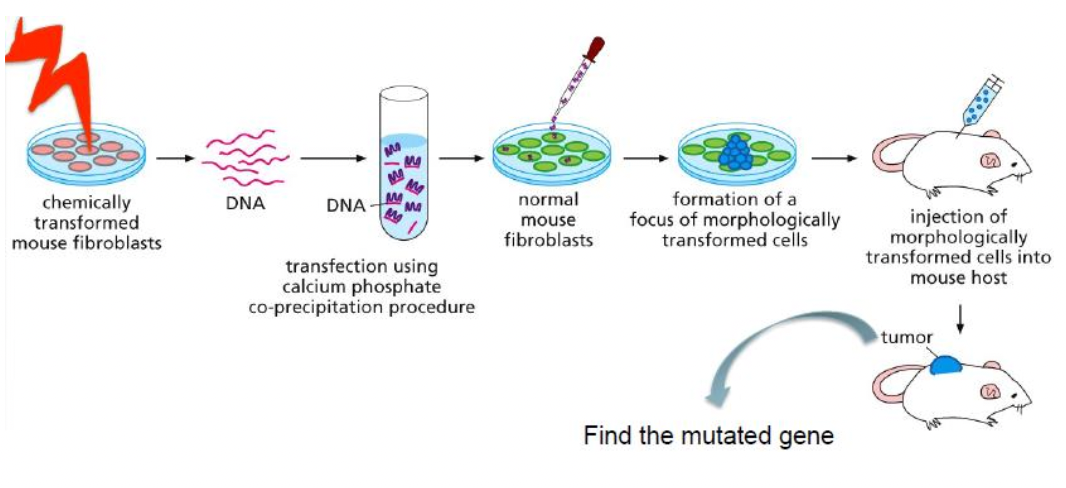 chemically
transformed
mouse fibroblasts
DNA
DNA
transfection using
calcium phosphate
co-precipitation procedure
normal
mouse
fibroblasts
formation of a
focus of morphologically
transformed cells
injection of
morphologically
transformed cells into
mouse host
tumor
Find the mutated gene